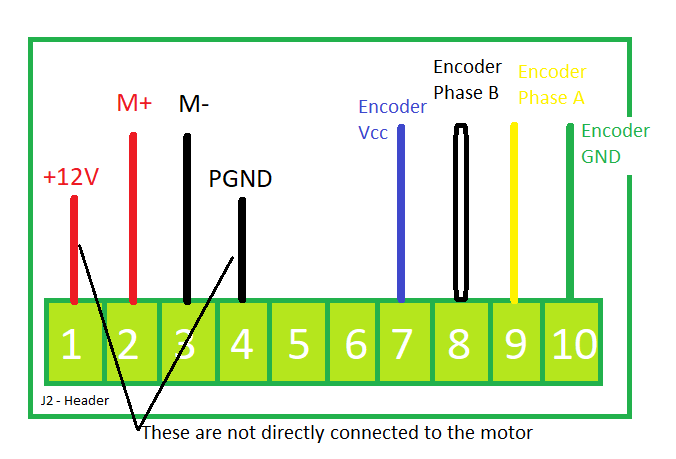 Encoder
Phase B
Encoder
Phase A
M+
M-
Encoder
Vcc
Encoder
GND
+12V
PGND
1 2 3 4 5 6 7 8 9 10
J2 - Header
These are not directly connected to the motor